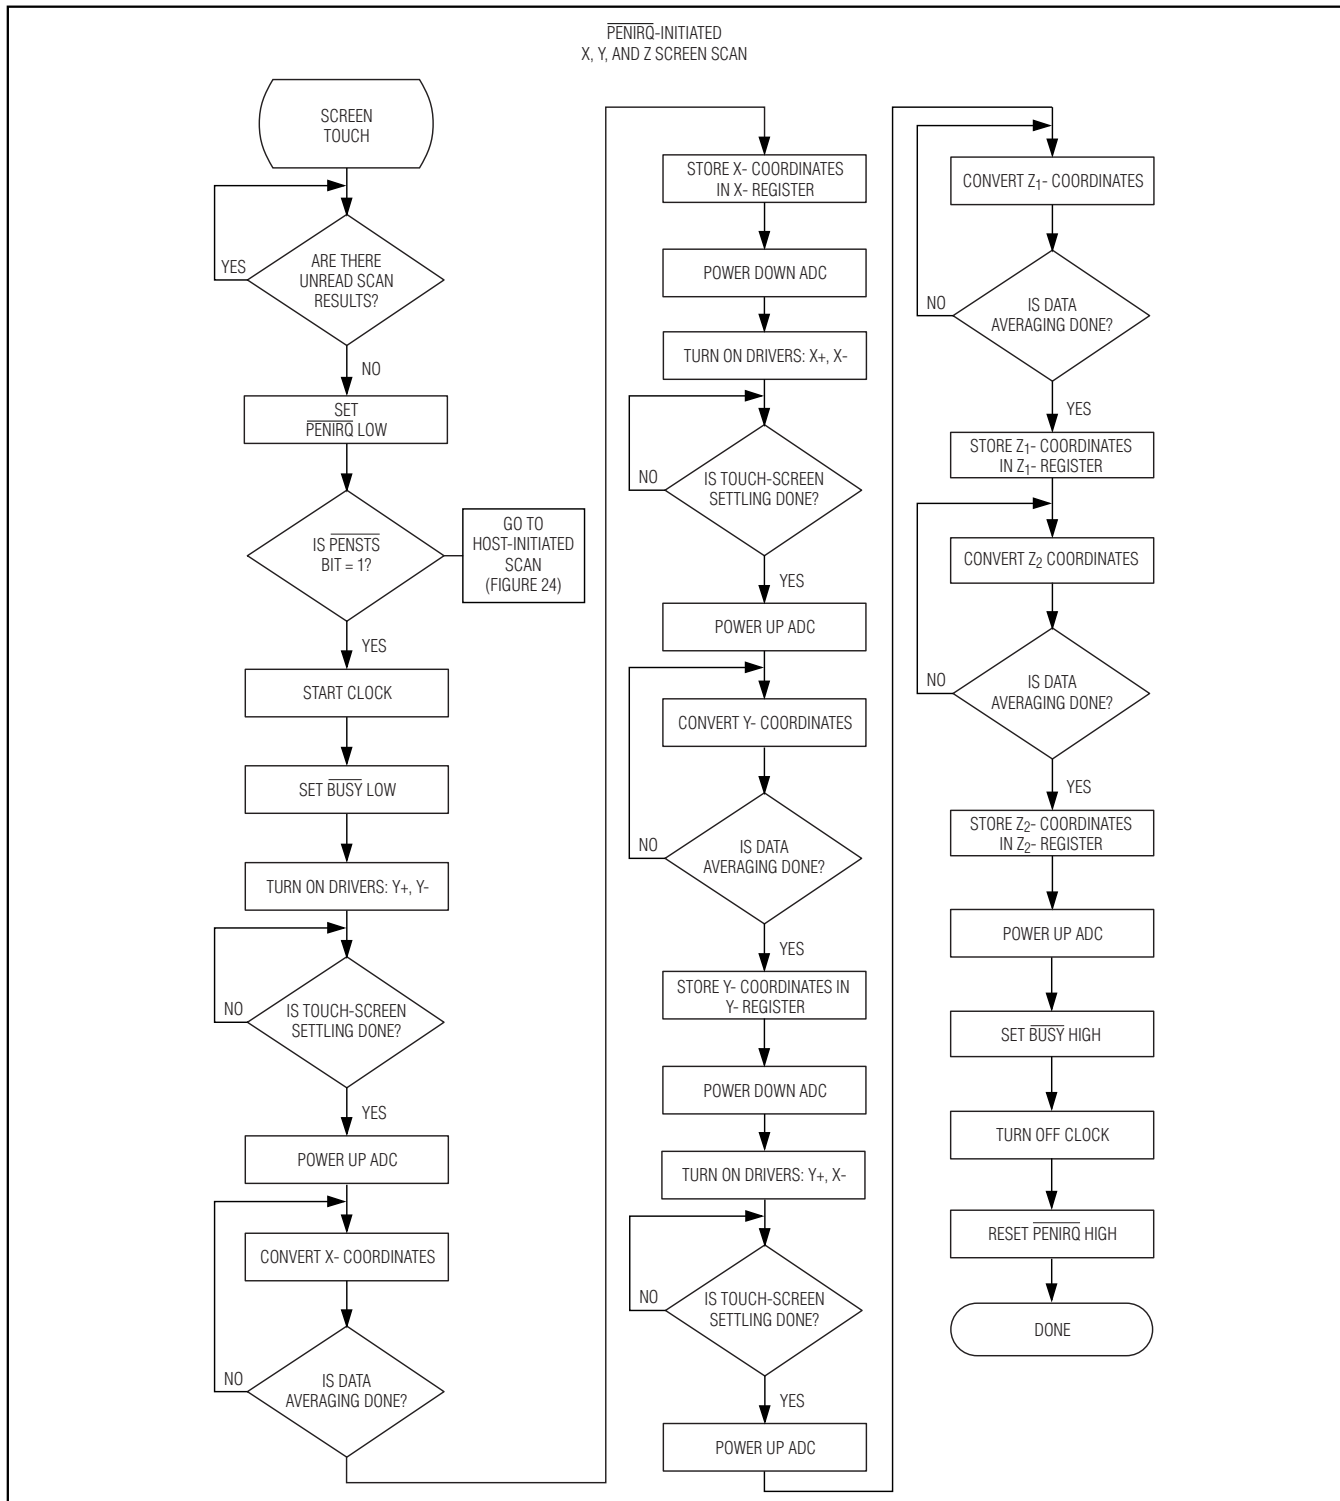 PENIRQ-INITIATED
X, Y, AND Z SCREEN SCAN
SCREEN
TOUCH
ARE THERE
UNREAD SCAN
RESULTS?
YES
NO
SET
PENIRQ LOW
IS PENSTS
BIT = 1?
GO TO
HOST-INITIATED
SCAN
(FIGURE 24)
YES
START CLOCK
SET BUSY LOW
TURN ON DRIVERS: Y+, Y-
NO
IS TOUCH-SCREEN
SETTLING DONE?
YES
POWER UP ADC
CONVERT X- COORDINATES
NO
IS DATA
AVERAGING DONE?
STORE X- COORDINATES
IN X- REGISTER
POWER DOWN ADC
TURN ON DRIVERS: X+, X-
NO
IS TOUCH-SCREEN
SETTLING DONE?
YES
POWER UP ADC
CONVERT Y- COORDINATES
NO
IS DATA
AVERAGING DONE?
YES
STORE Y- COORDINATES IN
Y- REGISTER
POWER DOWN ADC
TURN ON DRIVERS: Y+, X-
NO
IS TOUCH-SCREEN
SETTLING DONE?
YES
POWER UP ADC
CONVERT Z1- COORDINATES
NO
IS DATA
AVERAGING DONE?
YES
STORE Z1- COORDINATES
IN Z1- REGISTER
CONVERT Z2 COORDINATES
NO
IS DATA
AVERAGING DONE?
YES
STORE Z2- COORDINATES
IN Z2- REGISTER
POWER UP ADC
SET BUSY HIGH
TURN OFF CLOCK
RESET PENIRQ HIGH
DONE